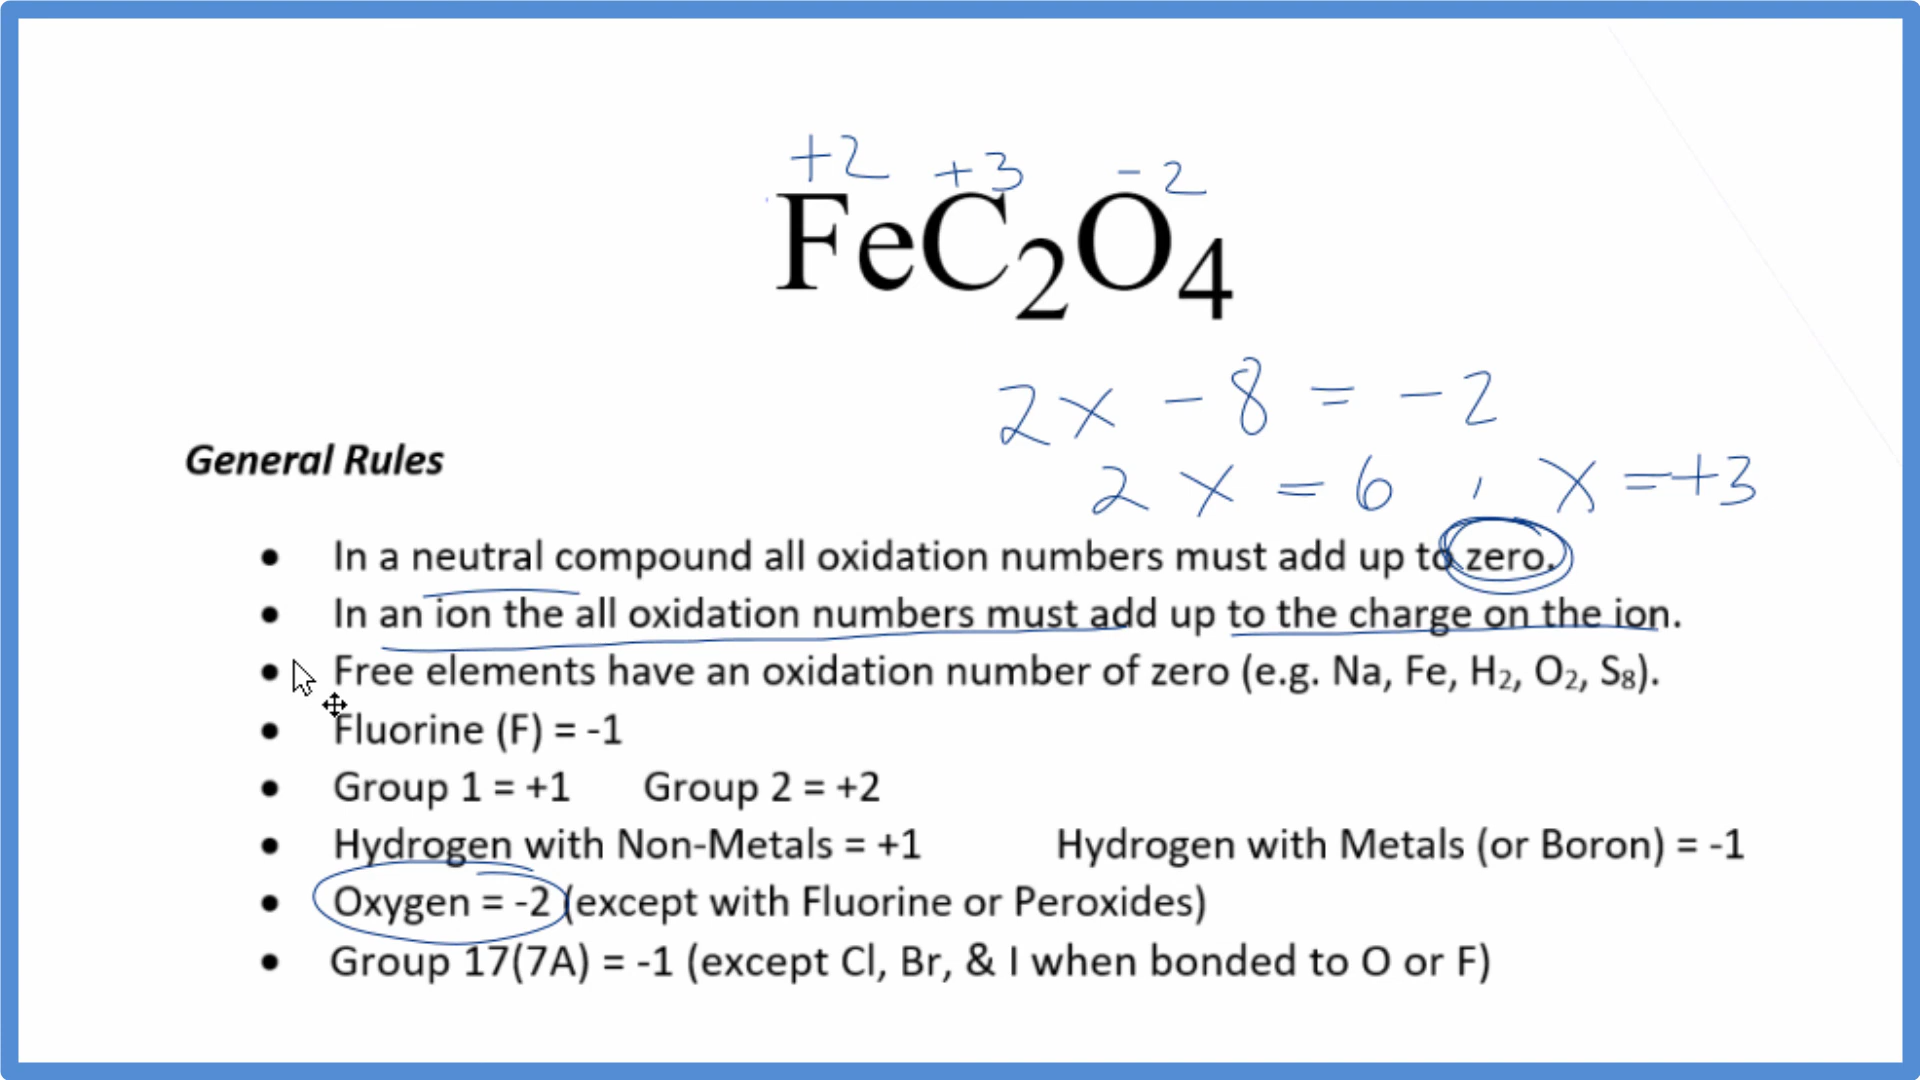 +2 +3 -2
FeC₂O₄
2x - 8 = -2
2x = 6 , x = +3
General Rules
• In a neutral compound all oxidation numbers must add up to zero.
• In an ion the all oxidation numbers must add up to the charge on the ion.
• Free elements have an oxidation number of zero (e.g. Na, Fe, H₂, O₂, S₈).
• Fluorine (F) = -1
• Group 1 = +1 Group 2 = +2
• Hydrogen with Non-Metals = +1 Hydrogen with Metals (or Boron) = -1
• Oxygen = -2 (except with Fluorine or Peroxides)
• Group 17(7A) = -1 (except Cl, Br, & I when bonded to O or F)